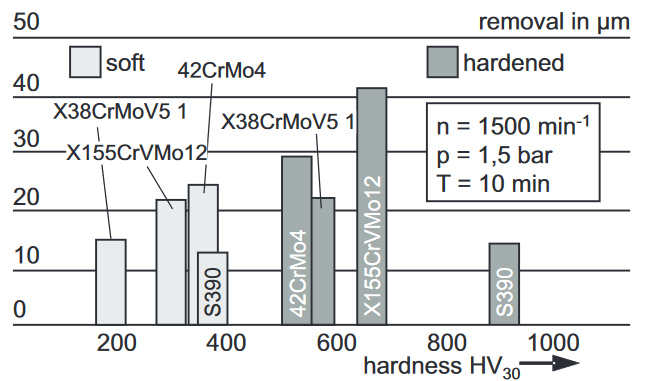 50 removal in µm
soft 42CrMo4 hardened
40
X38CrMoV5 1 X38CrMoV5 1
n = 1500 min⁻¹
30
X155CrVMo12
p = 1,5 bar
T = 10 min
20
10
S390 42CrMo4 X155CrVMo12 S390
0
200 400 600 800 1000
hardness HV₃₀